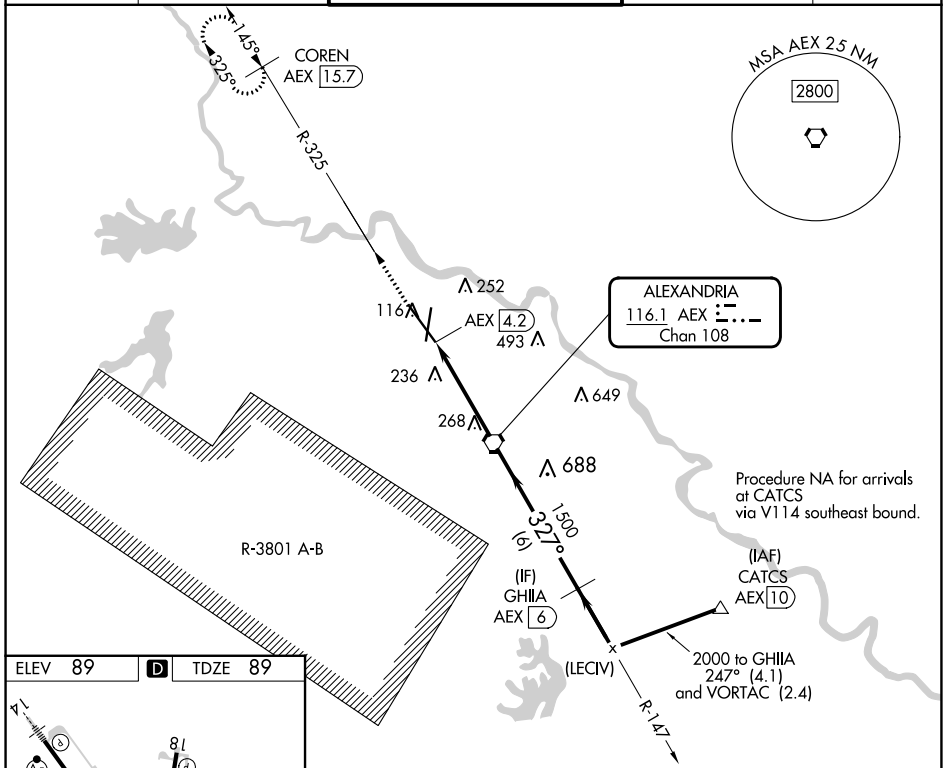 145°
325°
COREN
AEX 15.7
R-325
MSA AEX 25 NM
2800
252
116
AEX 4.2
493
236
268
649
688
ALEXANDRIA
116.1 AEX
Chan 108
Procedure NA for arrivals
at CATCS
via V114 southeast bound.
1500
327°
(6)
R-3801 A-B
(IF)
GHIIA
AEX 6
(IAF)
CATCS
AEX 10
(LECIV)
2000 to GHIIA
247° (4.1)
and VORTAC (2.4)
R-147
ELEV 89
D
TDZE 89
14
P
18
P